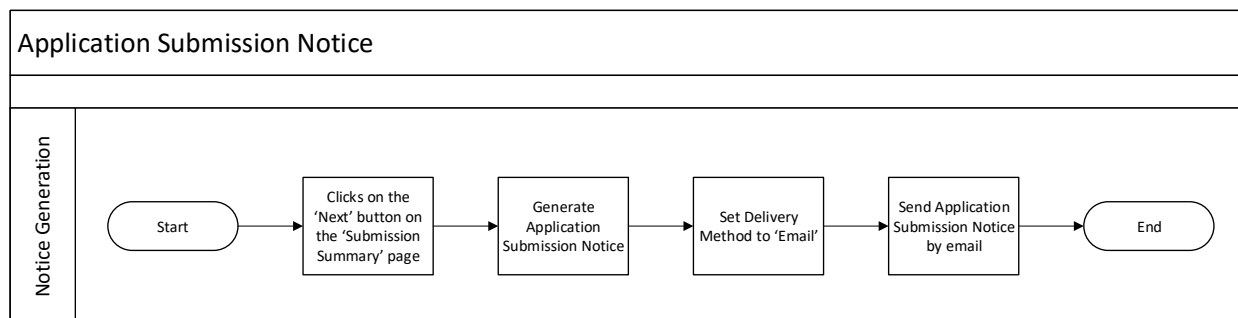 Application Submission Notice
Notice Generation
Start
Clicks on the
‘Next’ button on
the ‘Submission
Summary’ page
Generate
Application
Submission Notice
Set Delivery
Method to ‘Email’
Send Application
Submission Notice
by email
End